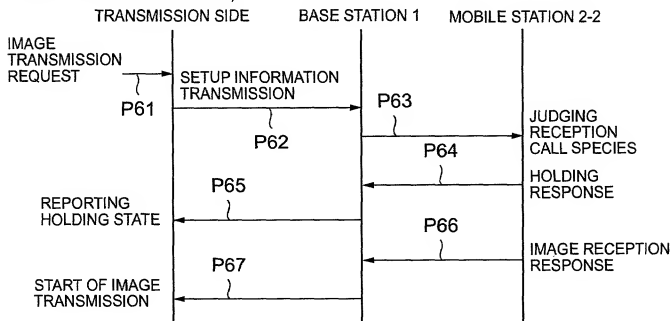 TRANSMISSION SIDE
BASE STATION 1
MOBILE STATION 2-2
IMAGE
TRANSMISSION
REQUEST
P61
SETUP INFORMATION
TRANSMISSION
P62
P63
JUDGING
RECEPTION
CALL SPECIES
P64
HOLDING
RESPONSE
P65
REPORTING
HOLDING STATE
P66
IMAGE RECEPTION
RESPONSE
P67
START OF IMAGE
TRANSMISSION